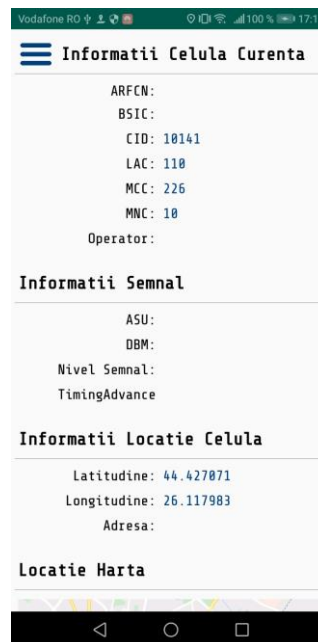 Vodafone RO 100 % 17:1
Informatii Celula Curenta
ARFCN:
BSIC:
CID: 10141
LAC: 110
MCC: 226
MNC: 10
Operator:
Informatii Semnal
ASU:
DBM:
Nivel Semnal:
TimingAdvance
Informatii Locatie Celula
Latitudine: 44.427071
Longitudine: 26.117983
Adresa:
Locatie Harta